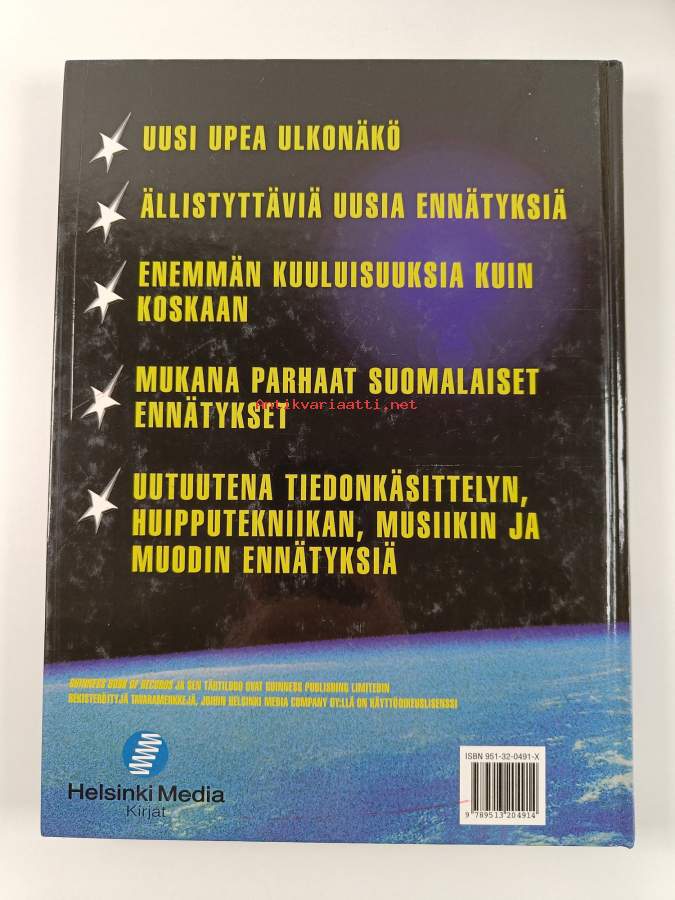 UUSI UPEA ULKONÄKÖ
ÄLLISTYTTÄVIÄ UUSIA ENNÄTYKSIÄ
ENEMMÄN KUULUISUUKSIA KUIN
KOSKAAN
MUKANA PARHAAT SUOMALAISET
ENNÄTYKSET
Antikvariaatti.net
UUTUUTENA TIEDONKÄSITTELYN,
HUIPPUTEKNIIKAN, MUSIIKIN JA
MUODIN ENNÄTYKSIÄ
GUINNESS BOOK OF RECORDS JA SEN TÄHTILOGO OVAT GUINNESS PUBLISHING LIMITEDIN
REKISTERÖITYJÄ TAVARAMERKKEJÄ, JOIHIN HELSINKI MEDIA COMPANY OY:LLÄ ON KÄYTTÖOIKEUSLISENSSI
Helsinki Media
Kirjat
ISBN 951-32-0491-X
9 789513 204914